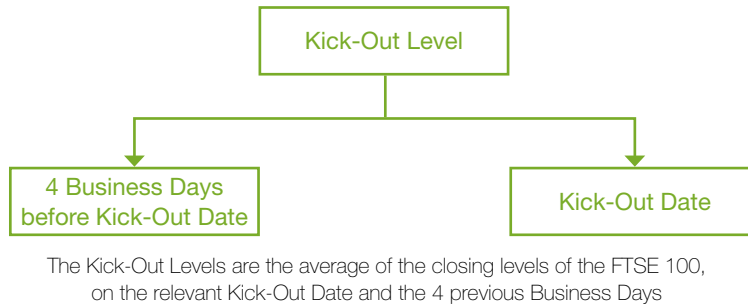 Kick-Out Level
4 Business Days
before Kick-Out Date
Kick-Out Date
The Kick-Out Levels are the average of the closing levels of the FTSE 100,
on the relevant Kick-Out Date and the 4 previous Business Days